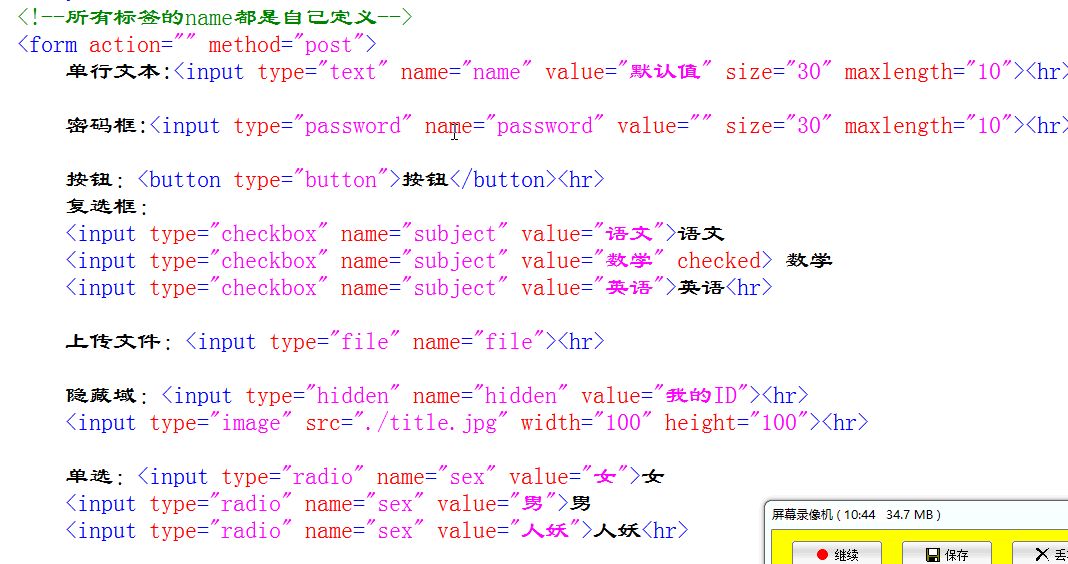 <!--所有标签的name都是自己定义-->
<form action="" method="post">
单行文本:<input type="text" name="name" value="默认值" size="30" maxlength="10"><hr>
密码框:<input type="password" name="password" value="" size="30" maxlength="10"><hr>
按钮: <button type="button">按钮</button><hr>
复选框:
<input type="checkbox" name="subject" value="语文">语文
<input type="checkbox" name="subject" value="数学" checked> 数学
<input type="checkbox" name="subject" value="英语">英语<hr>
上传文件: <input type="file" name="file"><hr>
隐藏域: <input type="hidden" name="hidden" value="我的ID"><hr>
<input type="image" src="./title.jpg" width="100" height="100"><hr>
单选: <input type="radio" name="sex" value="女">女
<input type="radio" name="sex" value="男">男
<input type="radio" name="sex" value="人妖">人妖<hr>
屏幕录像机 ( 10:44 34.7 MB )
继续 保存 丢